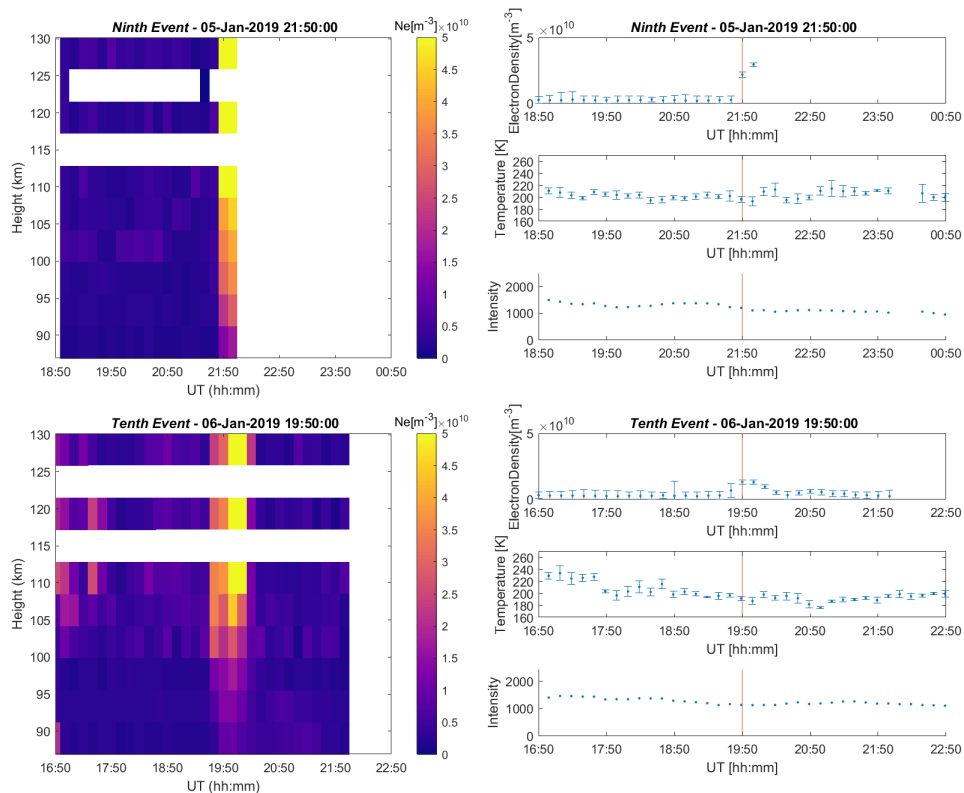 Ninth Event - 05-Jan-2019 21:50:00
Ne[m⁻³] ×10¹⁰
130
125
120
115
110
105
100
95
90
Height (km)
18:50 19:50 20:50 21:50 22:50 23:50 00:50
UT (hh:mm)
5
4.5
4
3.5
3
2.5
2
1.5
1
0.5
0
Ninth Event - 05-Jan-2019 21:50:00
×10¹⁰
ElectronDensity[m⁻³]
5
0
18:50 19:50 20:50 21:50 22:50 23:50 00:50
UT [hh:mm]
Temperature [K]
260
240
220
200
180
160
18:50 19:50 20:50 21:50 22:50 23:50 00:50
UT [hh:mm]
Intensity
2000
1000
0
18:50 19:50 20:50 21:50 22:50 23:50 00:50
UT [hh:mm]
Tenth Event - 06-Jan-2019 19:50:00
Ne[m⁻³] ×10¹⁰
130
125
120
115
110
105
100
95
90
Height (km)
16:50 17:50 18:50 19:50 20:50 21:50 22:50
UT (hh:mm)
5
4.5
4
3.5
3
2.5
2
1.5
1
0.5
0
Tenth Event - 06-Jan-2019 19:50:00
×10¹⁰
ElectronDensity[m⁻³]
5
0
16:50 17:50 18:50 19:50 20:50 21:50 22:50
UT [hh:mm]
Temperature [K]
260
240
220
200
180
160
16:50 17:50 18:50 19:50 20:50 21:50 22:50
UT [hh:mm]
Intensity
2000
1000
0
16:50 17:50 18:50 19:50 20:50 21:50 22:50
UT [hh:mm]